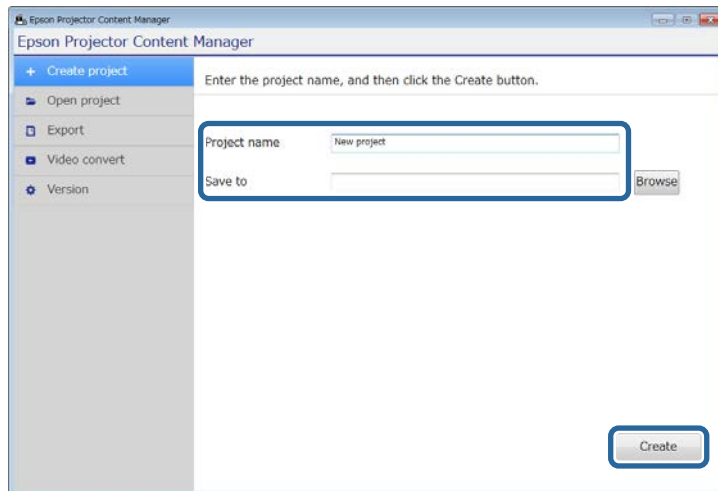 Epson Projector Content Manager
Epson Projector Content Manager
+ Create project
Open project
Export
Video convert
Version
Enter the project name, and then click the Create button.
Project name New project
Save to Browse
Create